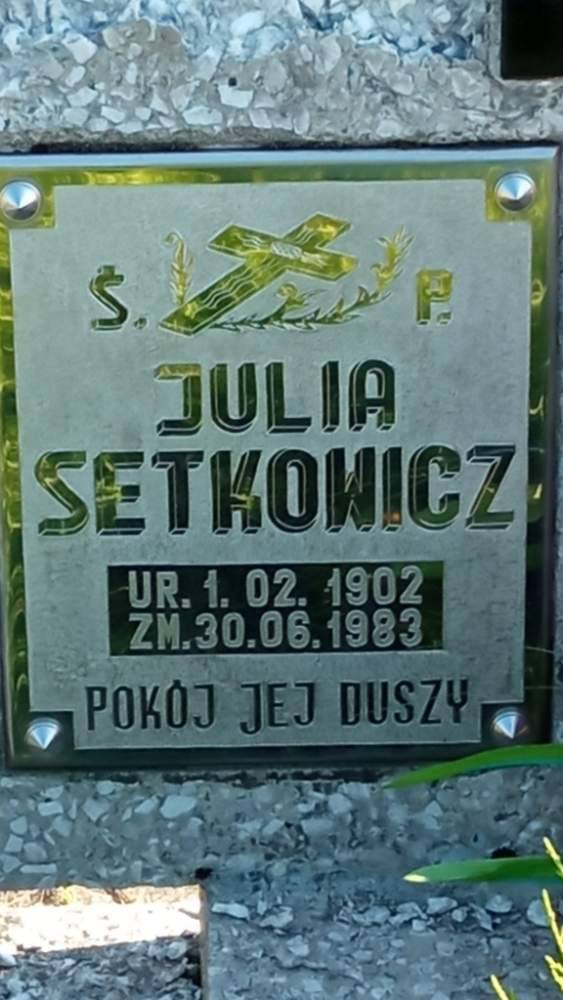 Ś. P.
JULIA
SETKOWICZ
UR. 1. 02. 1902
ZM. 30.06.1983
POKÓJ JEJ DUSZY